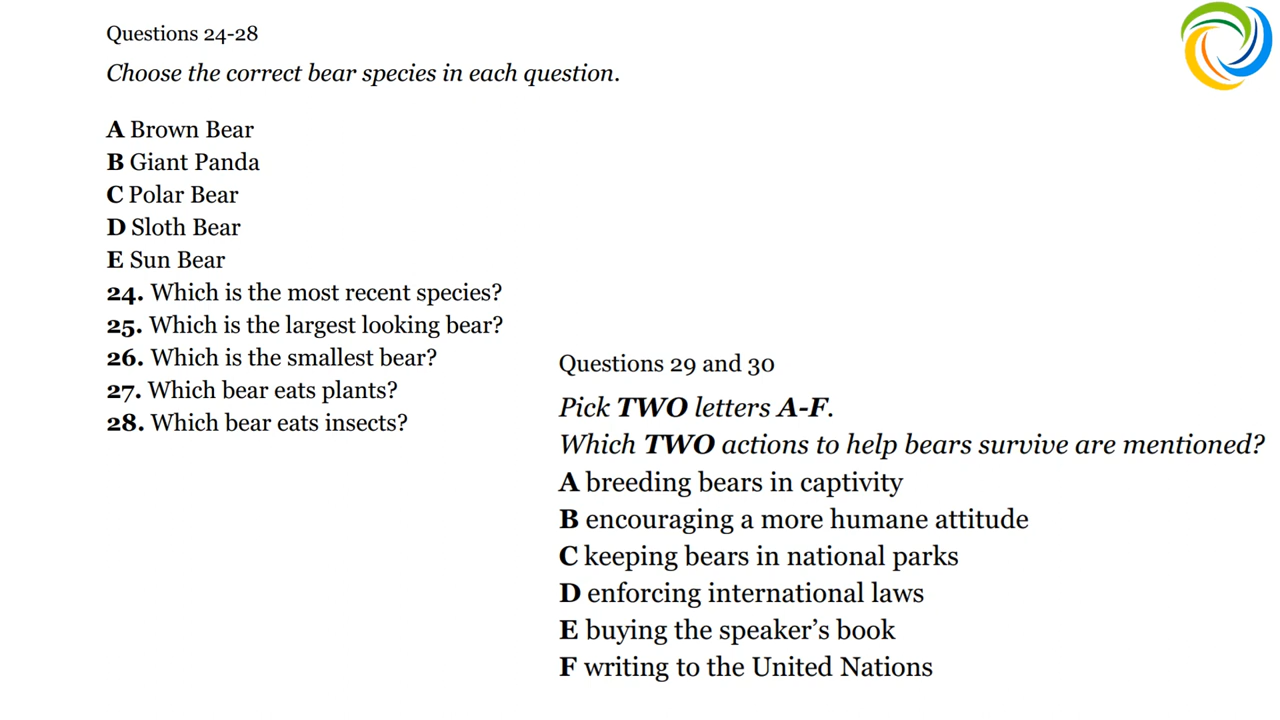 Questions 24-28
Choose the correct bear species in each question.
A Brown Bear
B Giant Panda
C Polar Bear
D Sloth Bear
E Sun Bear
24. Which is the most recent species?
25. Which is the largest looking bear?
26. Which is the smallest bear?
27. Which bear eats plants?
28. Which bear eats insects?
Questions 29 and 30
Pick TWO letters A-F.
Which TWO actions to help bears survive are mentioned?
A breeding bears in captivity
B encouraging a more humane attitude
C keeping bears in national parks
D enforcing international laws
E buying the speaker’s book
F writing to the United Nations